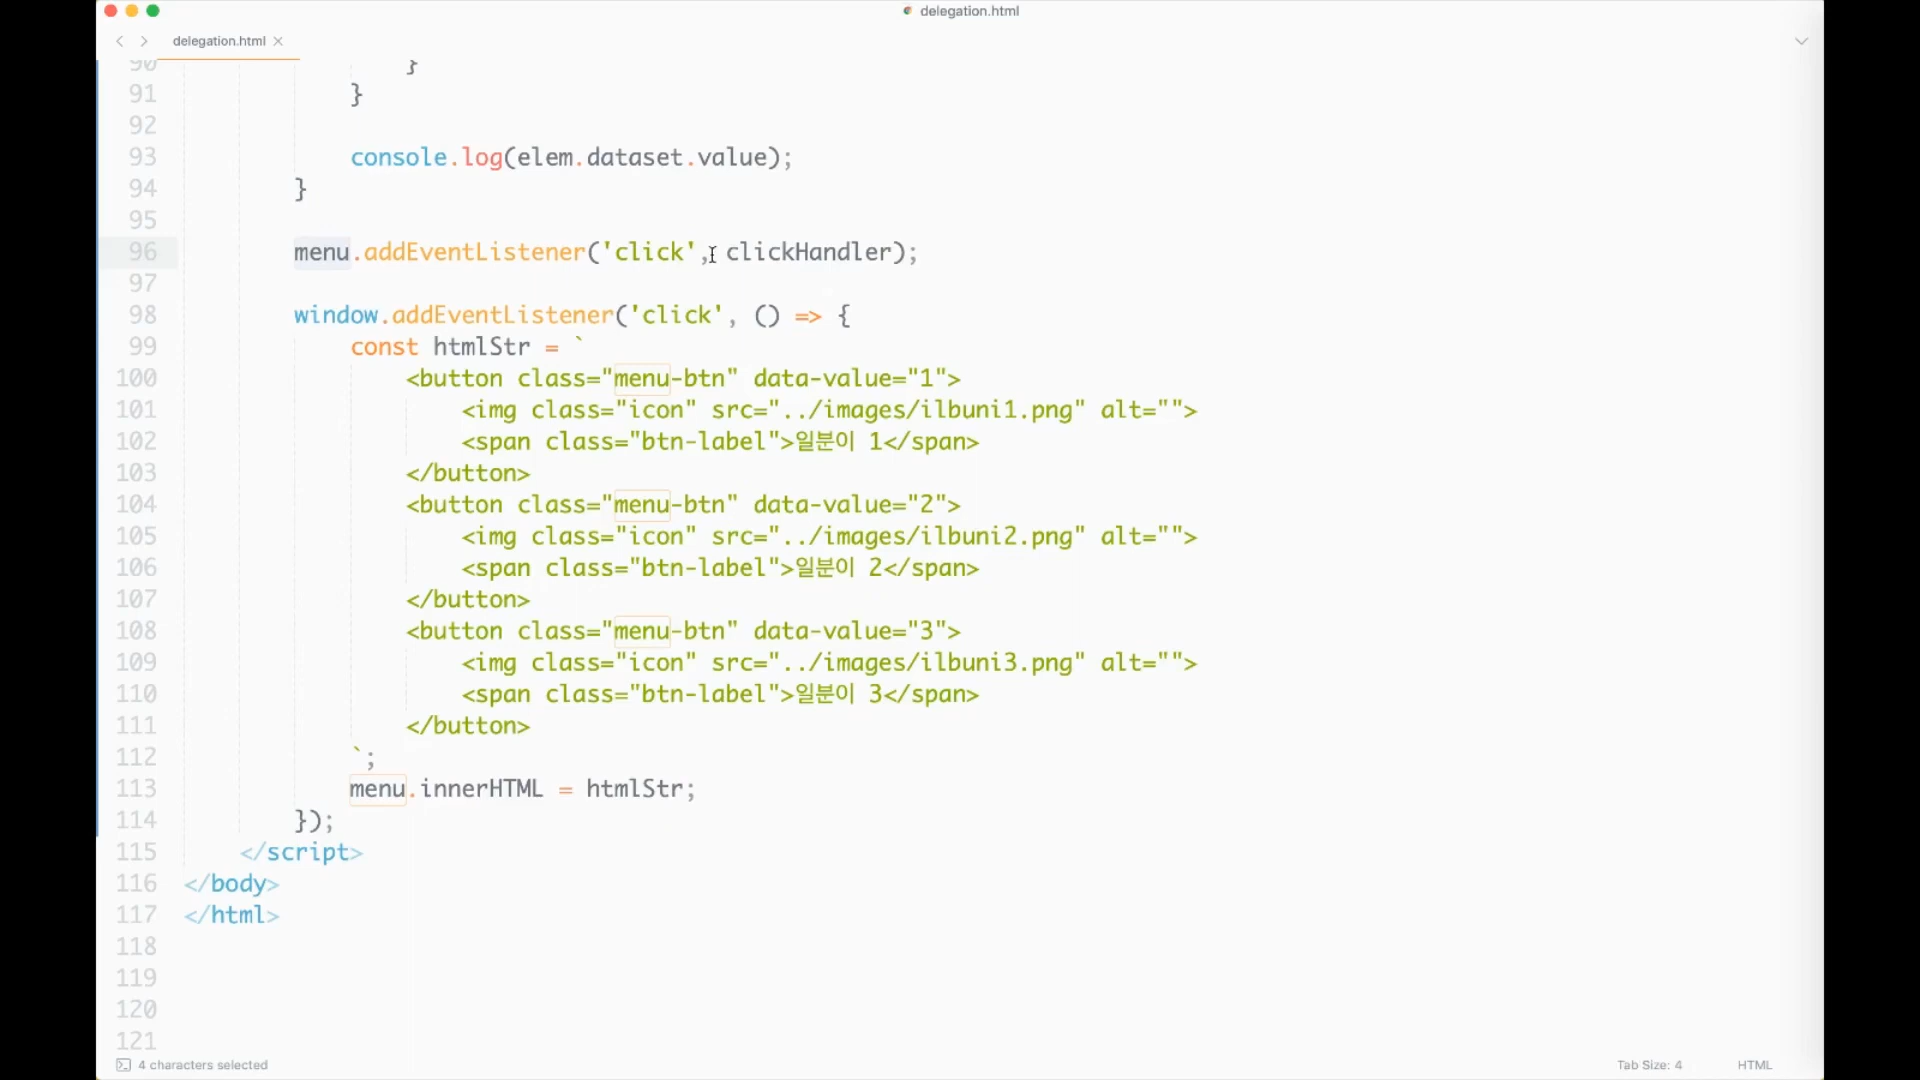 delegation.html
delegation.html
90 }
91 }
92
93 console.log(elem.dataset.value);
94 }
95
96 menu.addEventListener('click', clickHandler);
97
98 window.addEventListener('click', () => {
99 const htmlStr = `
100 <button class="menu-btn" data-value="1">
101 <img class="icon" src="../images/ilbuni1.png" alt="">
102 <span class="btn-label">일분이 1</span>
103 </button>
104 <button class="menu-btn" data-value="2">
105 <img class="icon" src="../images/ilbuni2.png" alt="">
106 <span class="btn-label">일분이 2</span>
107 </button>
108 <button class="menu-btn" data-value="3">
109 <img class="icon" src="../images/ilbuni3.png" alt="">
110 <span class="btn-label">일분이 3</span>
111 </button>
112 `;
113 menu.innerHTML = htmlStr;
114 });
115 </script>
116 </body>
117 </html>
118
119
120
121
4 characters selected Tab Size: 4 HTML